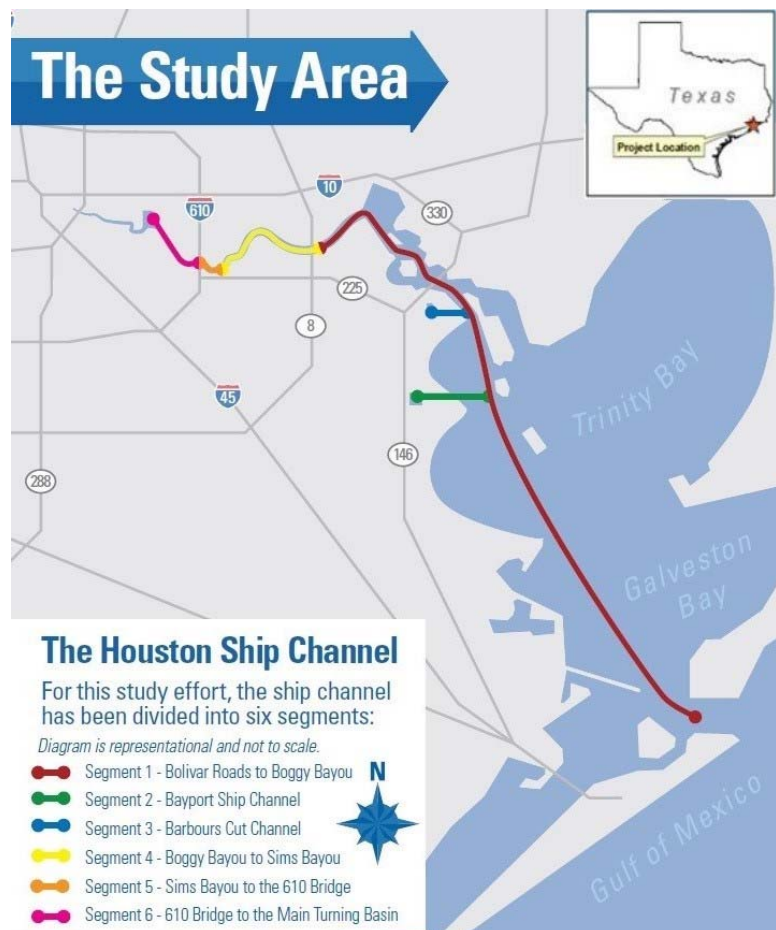 The Study Area
Texas
Project Location
10
610
330
225
8
45
146
288
Trinity Bay
Galveston
Bay
Gulf of Mexico
The Houston Ship Channel
For this study effort, the ship channel
has been divided into six segments:
Diagram is representational and not to scale.
Segment 1 - Bolivar Roads to Boggy Bayou
N
Segment 2 - Bayport Ship Channel
Segment 3 - Barbours Cut Channel
Segment 4 - Boggy Bayou to Sims Bayou
Segment 5 - Sims Bayou to the 610 Bridge
Segment 6 - 610 Bridge to the Main Turning Basin